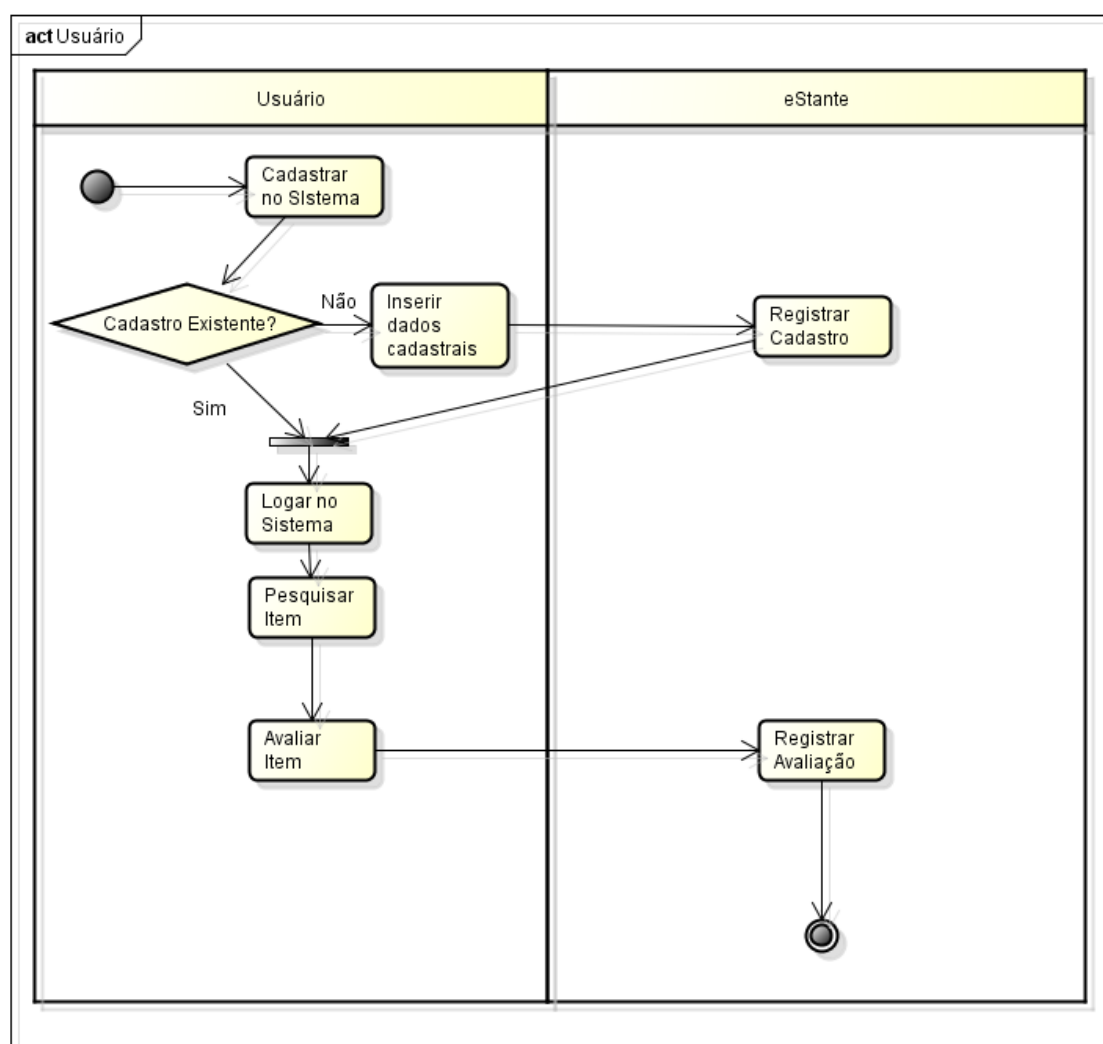 act Usuário
Usuário
eStante
Cadastrar
no SIstema
Cadastro Existente?
Não
Inserir
dados
cadastrais
Registrar
Cadastro
Sim
Logar no
Sistema
Pesquisar
Item
Avaliar
Item
Registrar
Avaliação